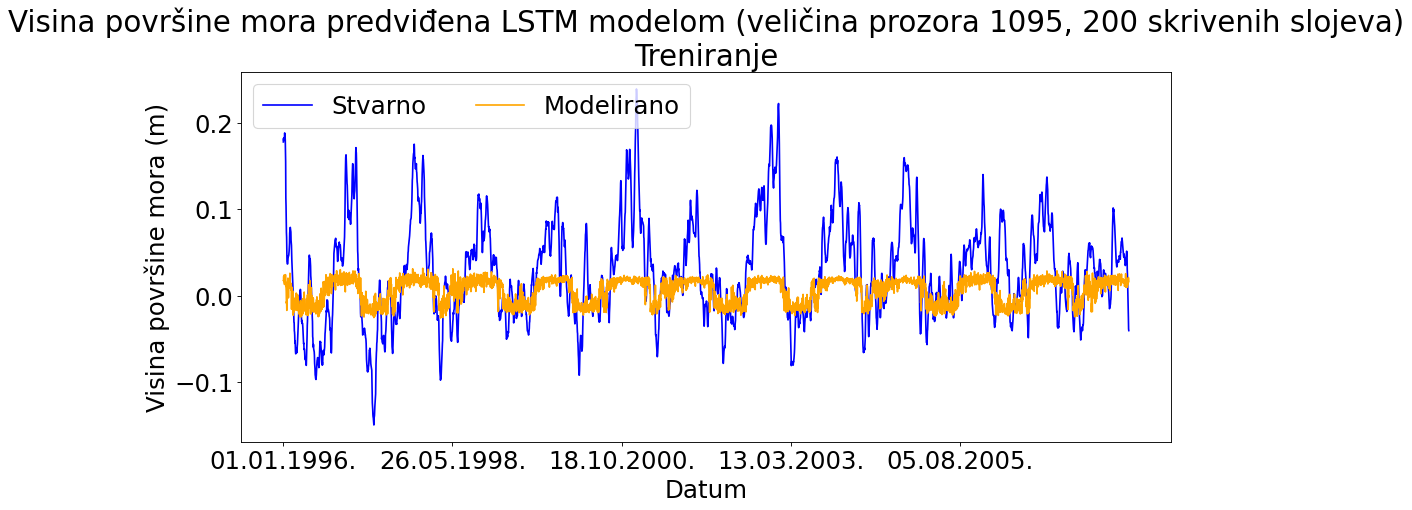 Visina površine mora predviđena LSTM modelom (veličina prozora 1095, 200 skrivenih slojeva)
Treniranje
Stvarno Modelirano
Visina površine mora (m)
0.2
0.1
0.0
−0.1
01.01.1996. 26.05.1998. 18.10.2000. 13.03.2003. 05.08.2005.
Datum